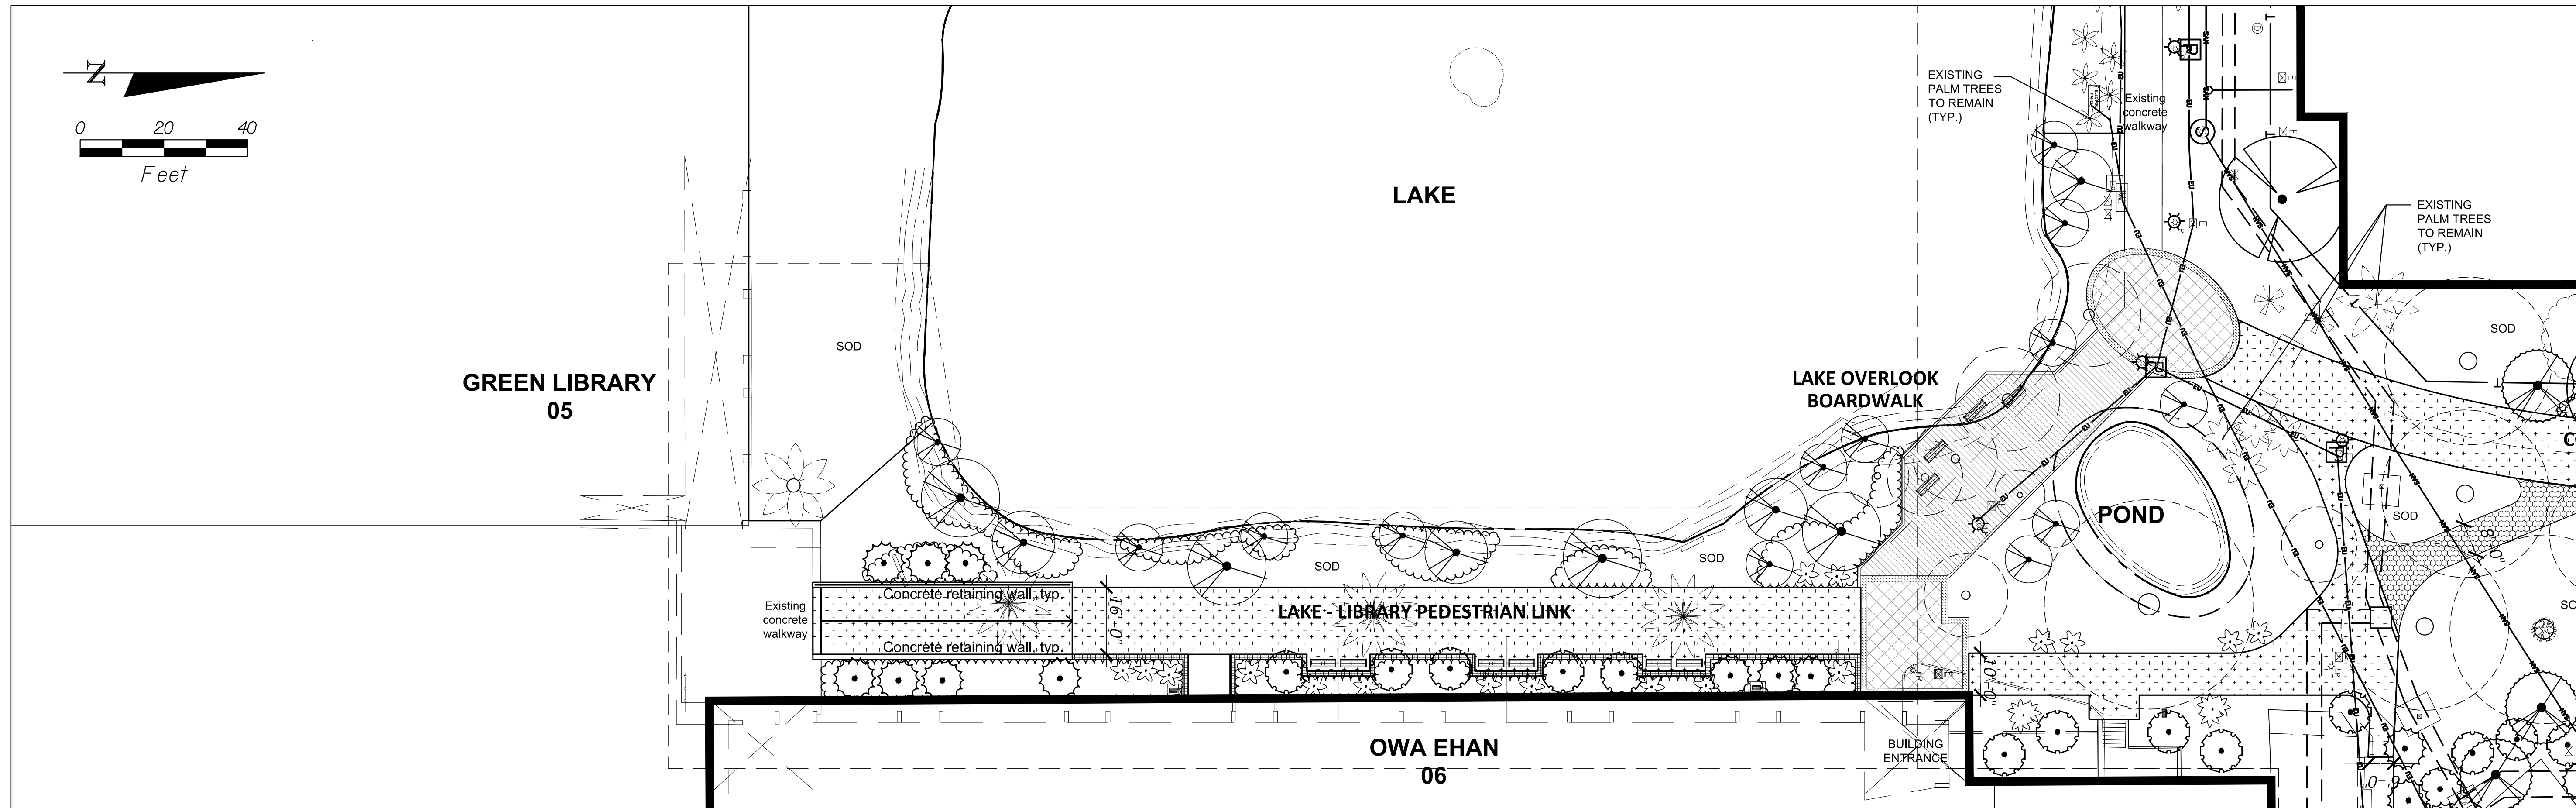 N
0 20 40
Feet
EXISTING
PALM TREES
TO REMAIN
(TYP.)
Existing
concrete
walkway
LAKE
EXISTING
PALM TREES
TO REMAIN
(TYP.)
SOD
SOD
GREEN LIBRARY
05
LAKE OVERLOOK
BOARDWALK
POND
SOD
8'-0"
SOD
SOD
Existing
concrete
walkway
Concrete retaining wall, typ.
16'-0"
LAKE - LIBRARY PEDESTRIAN LINK
Concrete retaining wall, typ.
10'-0"
OWA EHAN
06
BUILDING
ENTRANCE